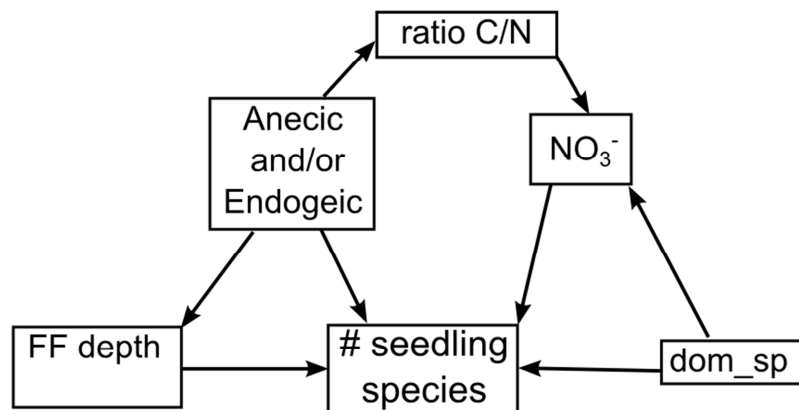 ratio C/N
Anecic
and/or
Endogeic
NO₃⁻
FF depth
# seedling
species
dom_sp